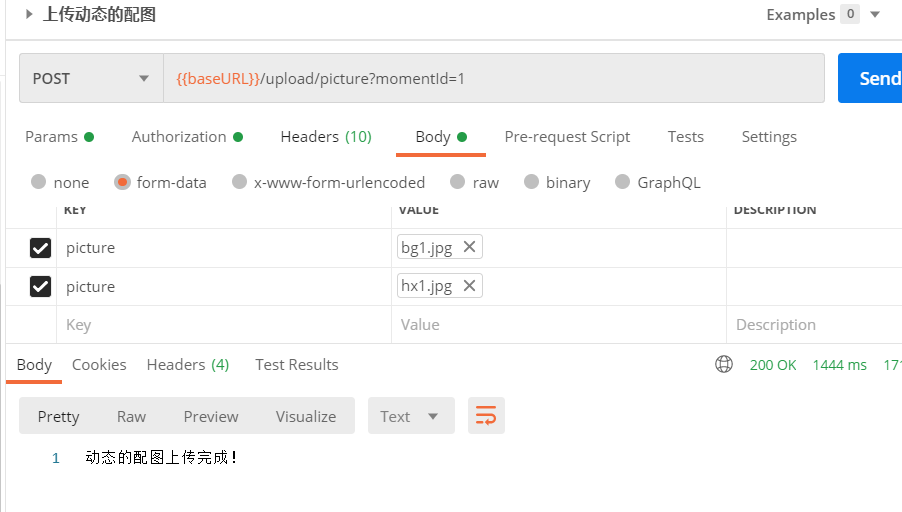 上传动态的配图 Examples 0
POST {{baseURL}}/upload/picture?momentId=1 Send
Params Authorization Headers (10) Body Pre-request Script Tests Settings
none form-data x-www-form-urlencoded raw binary GraphQL
KEY VALUE DESCRIPTION
picture bg1.jpg
picture hx1.jpg
Key Value Description
Body Cookies Headers (4) Test Results 200 OK 1444 ms
Pretty Raw Preview Visualize Text
1 动态的配图上传完成!